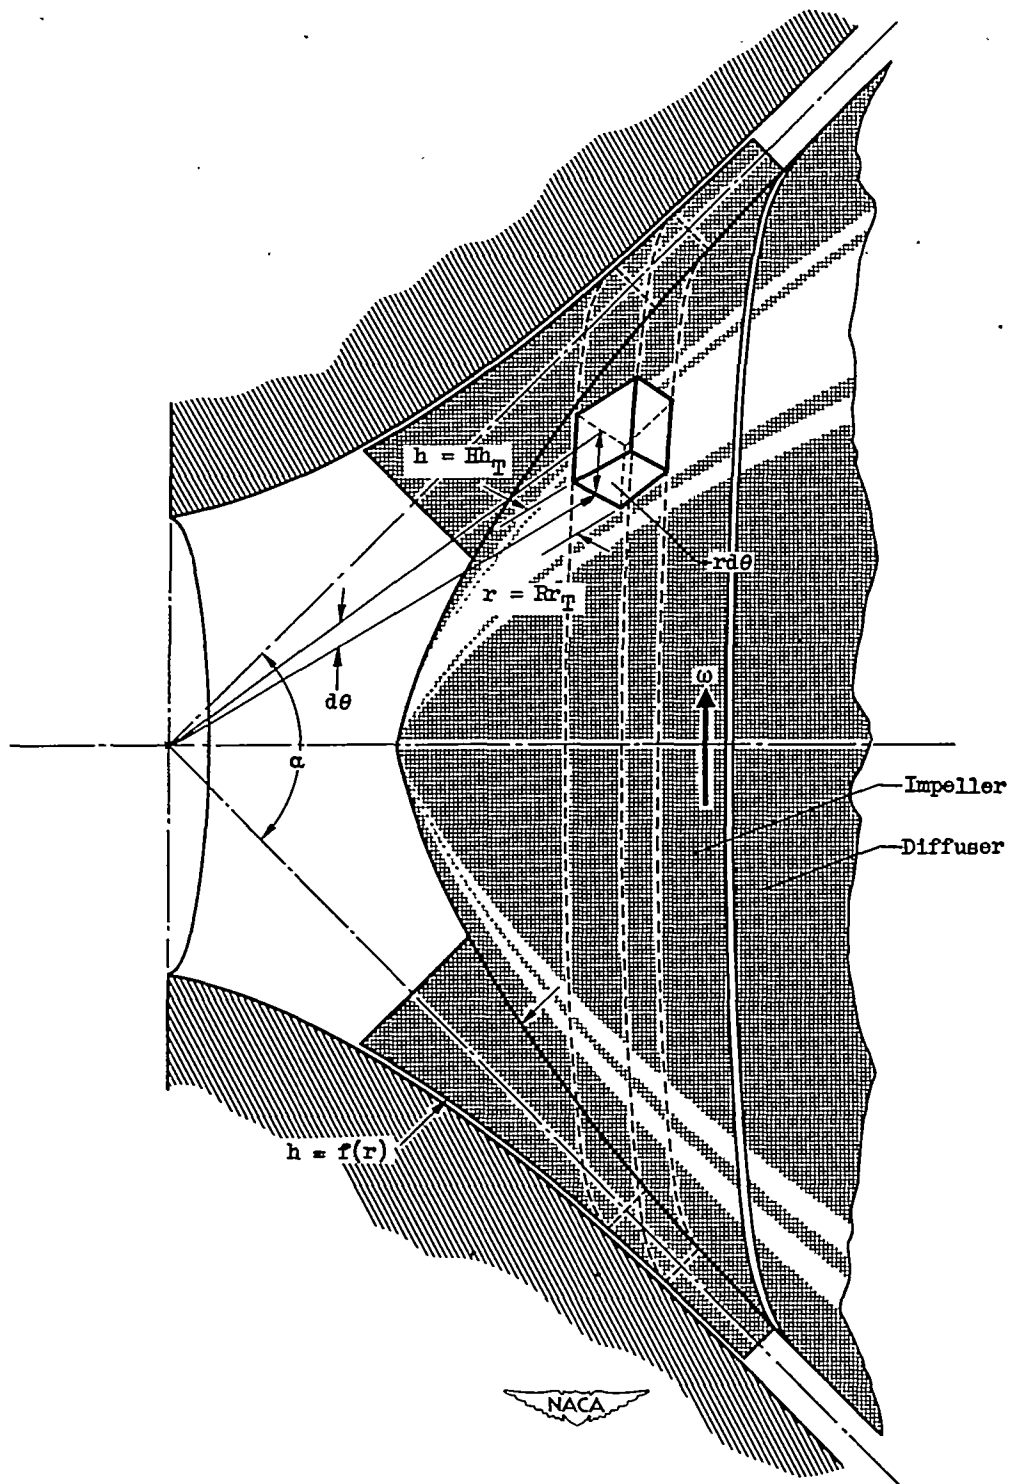 h = Hh_T
rdθ
r = Rr_T
dθ
ω
α
Impeller
Diffuser
h = f(r)
NACA